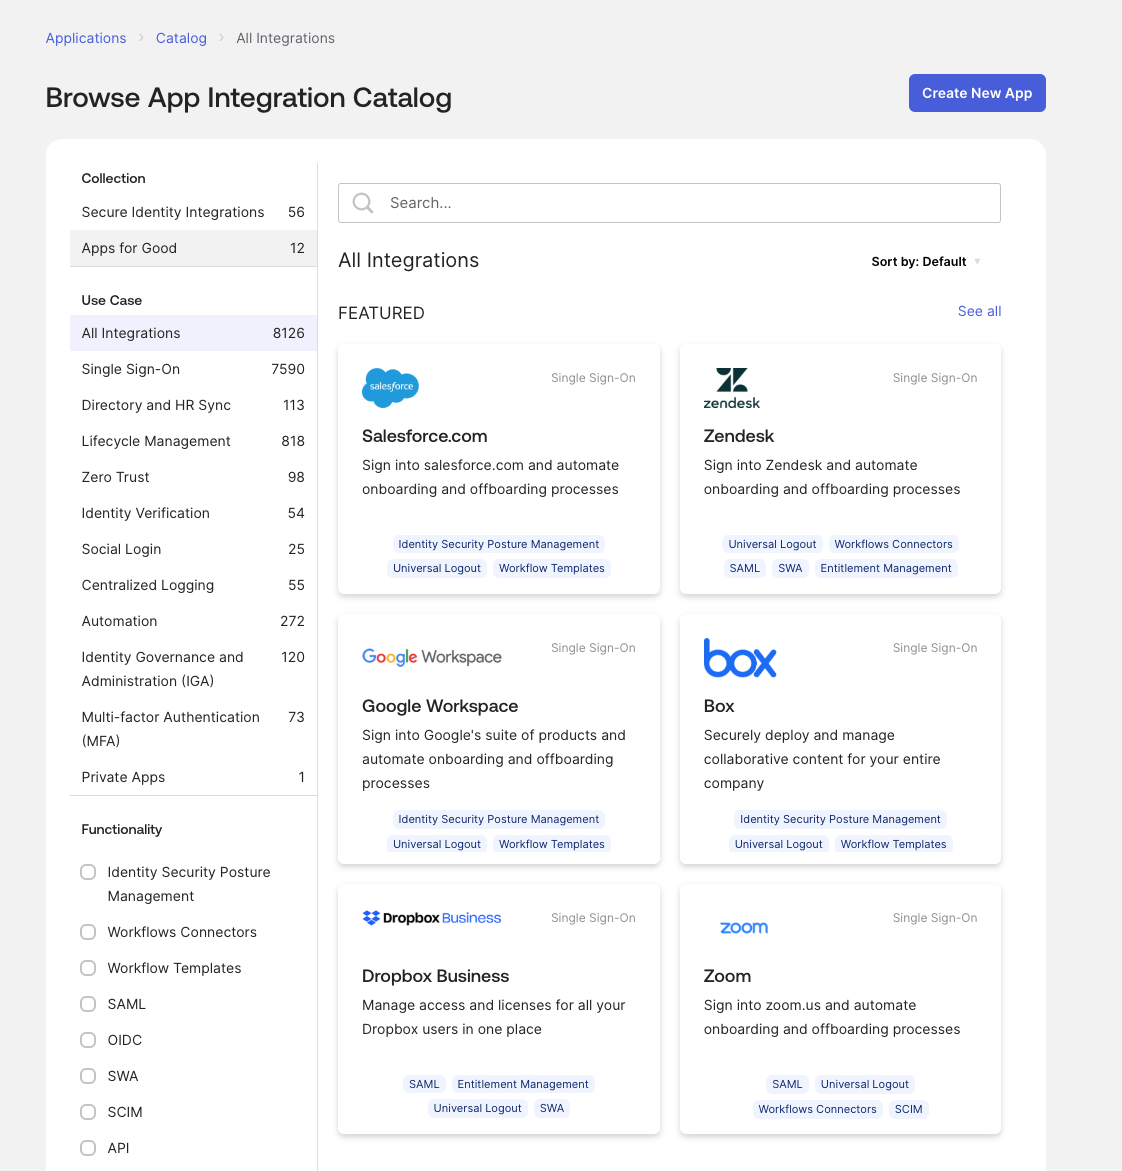 Applications > Catalog > All Integrations
Browse App Integration Catalog
Create New App
Collection
Secure Identity Integrations 56
Apps for Good 12
Use Case
All Integrations 8126
Single Sign-On 7590
Directory and HR Sync 113
Lifecycle Management 818
Zero Trust 98
Identity Verification 54
Social Login 25
Centralized Logging 55
Automation 272
Identity Governance and 120
Administration (IGA)
Multi-factor Authentication 73
(MFA)
Private Apps 1
Functionality
Identity Security Posture
Management
Workflows Connectors
Workflow Templates
SAML
OIDC
SWA
SCIM
API
Search...
All Integrations
Sort by: Default
FEATURED
See all
salesforce
Single Sign-On
Salesforce.com
Sign into salesforce.com and automate
onboarding and offboarding processes
Identity Security Posture Management
Universal Logout Workflow Templates
zendesk
Single Sign-On
Zendesk
Sign into Zendesk and automate
onboarding and offboarding processes
Universal Logout Workflows Connectors
SAML SWA Entitlement Management
Google Workspace
Single Sign-On
Google Workspace
Sign into Google's suite of products and
automate onboarding and offboarding
processes
Identity Security Posture Management
Universal Logout Workflow Templates
box
Single Sign-On
Box
Securely deploy and manage
collaborative content for your entire
company
Identity Security Posture Management
Universal Logout Workflow Templates
Dropbox Business
Single Sign-On
Dropbox Business
Manage access and licenses for all your
Dropbox users in one place
SAML Entitlement Management
Universal Logout SWA
zoom
Single Sign-On
Zoom
Sign into zoom.us and automate
onboarding and offboarding processes
SAML Universal Logout
Workflows Connectors SCIM